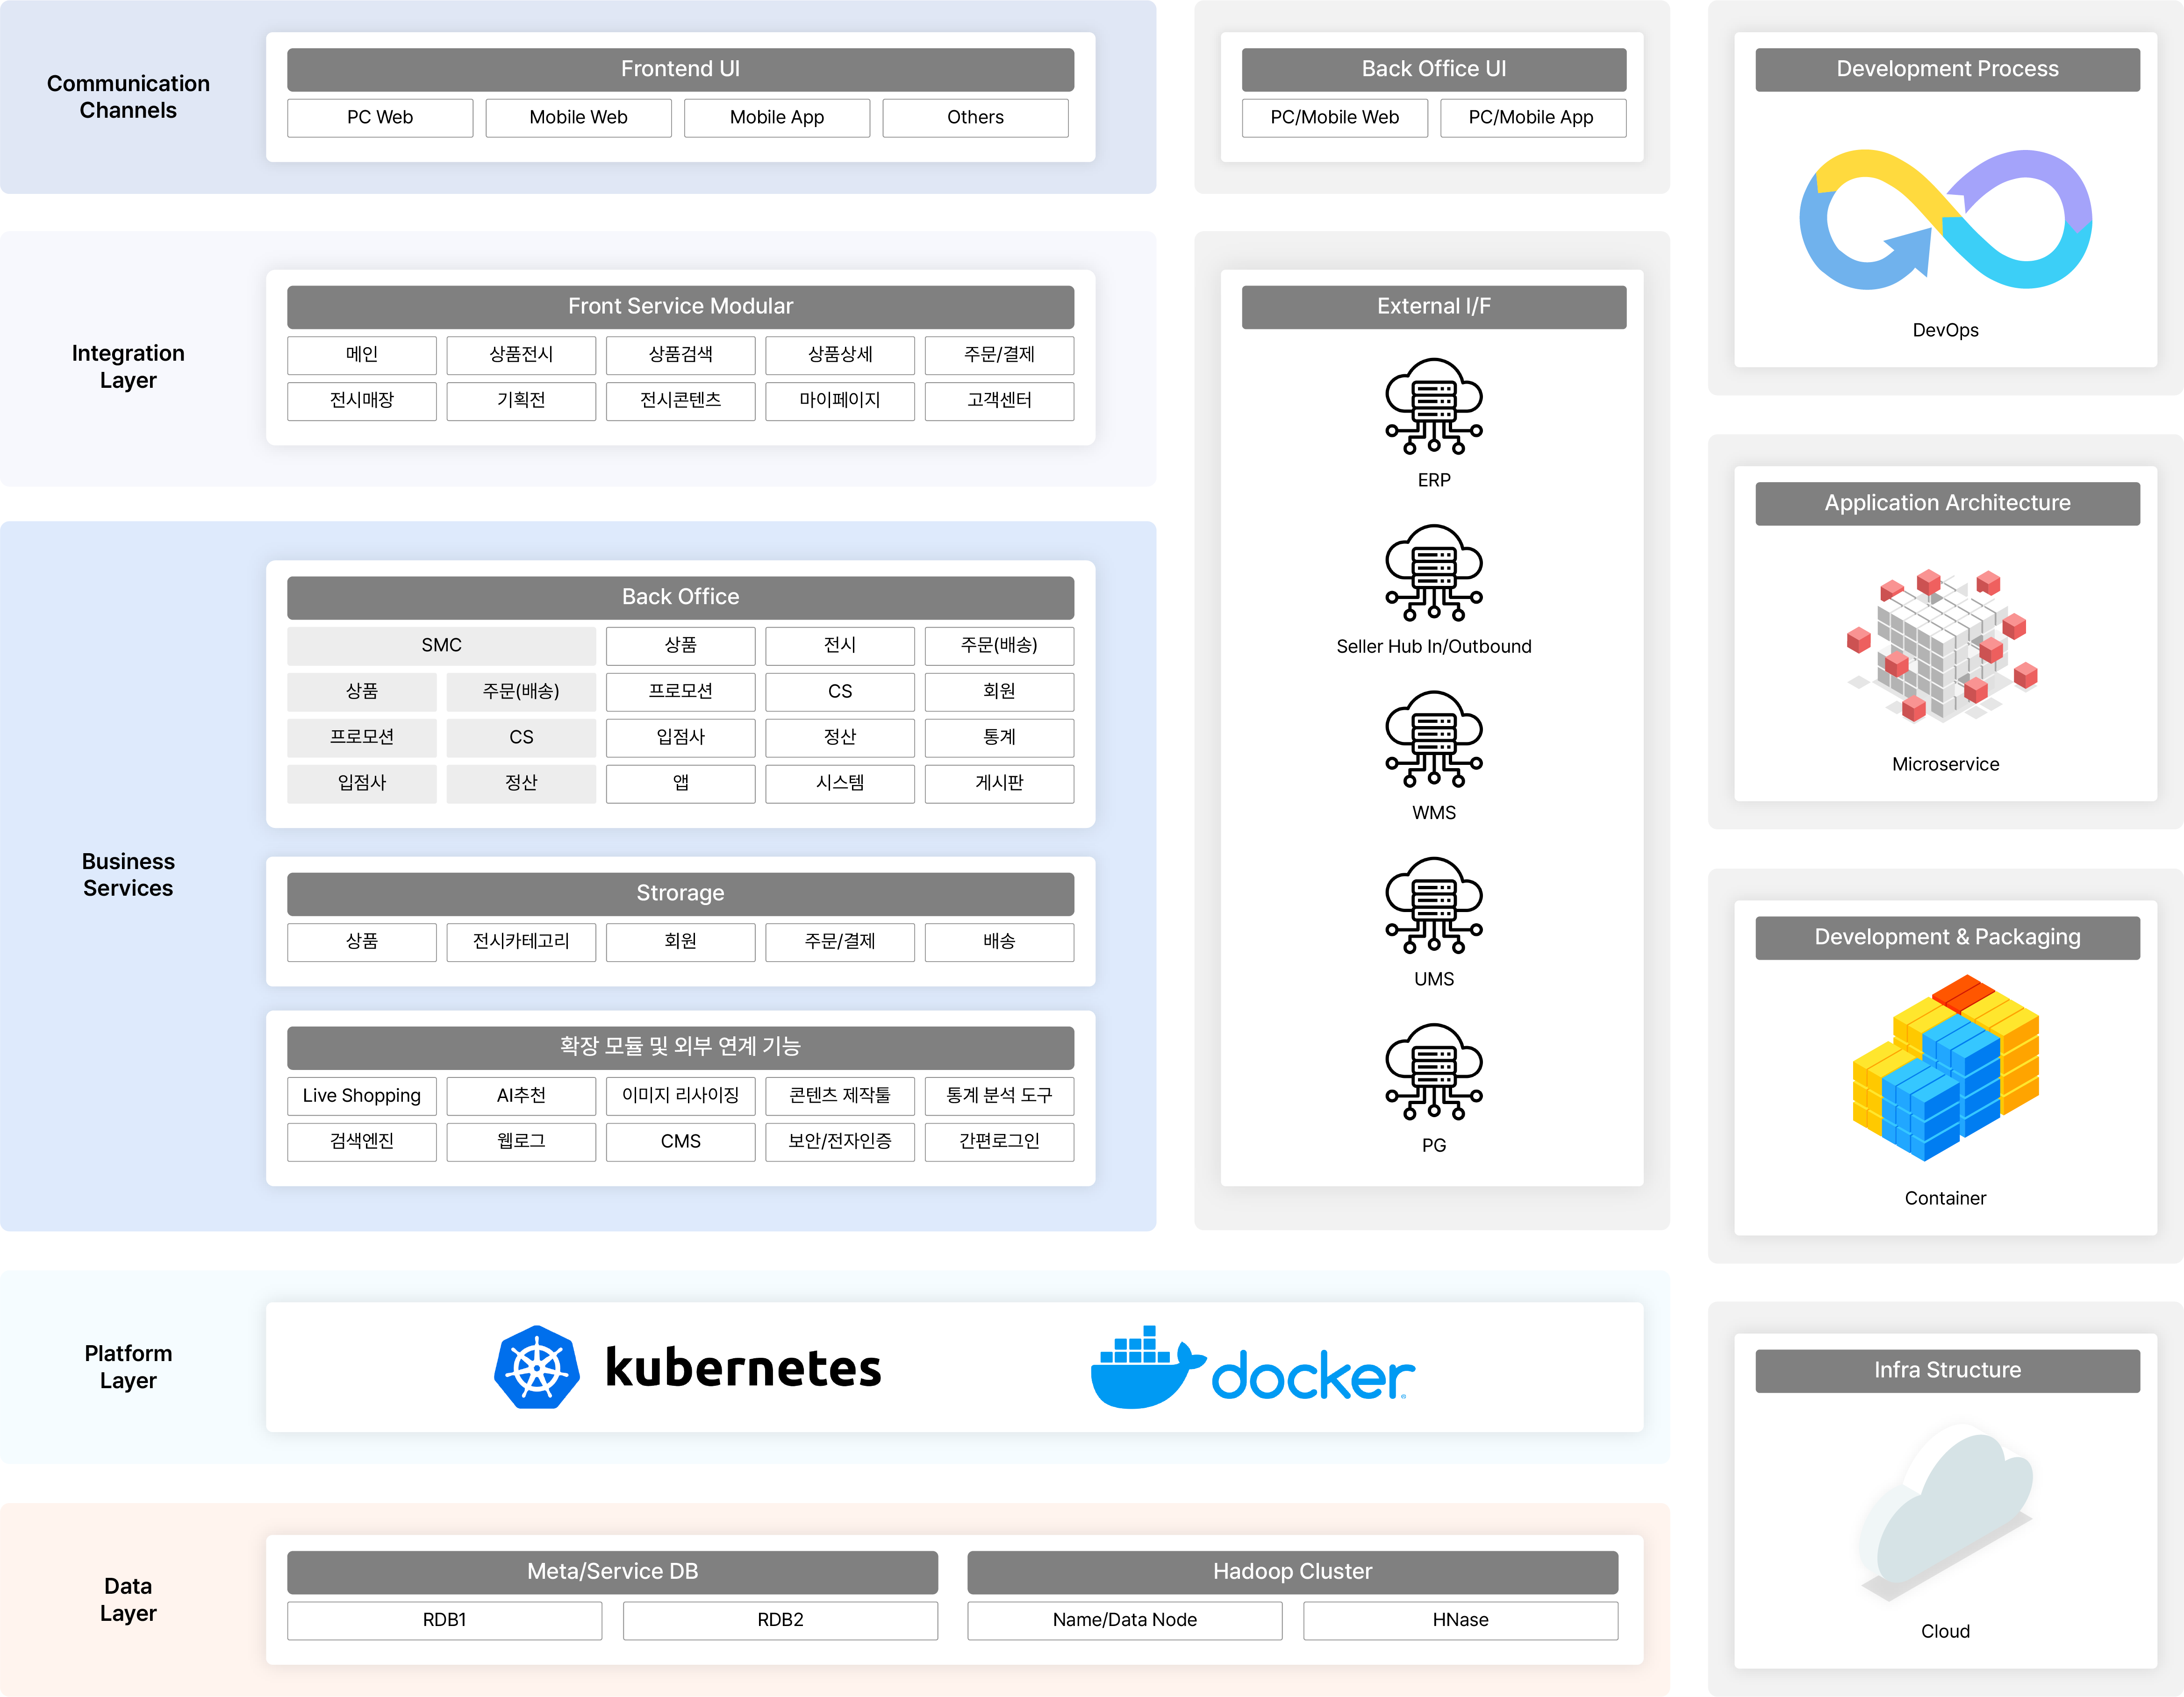 Communication
Channels
Frontend UI
PC Web
Mobile Web
Mobile App
Others
Back Office UI
PC/Mobile Web
PC/Mobile App
Integration
Layer
Front Service Modular
메인
상품전시
상품검색
상품상세
주문/결제
전시매장
기획전
전시콘텐츠
마이페이지
고객센터
Business
Services
Back Office
SMC
상품
전시
주문(배송)
상품
주문(배송)
프로모션
CS
회원
프로모션
CS
입점사
정산
통계
입점사
정산
앱
시스템
게시판
Strorage
상품
전시카테고리
회원
주문/결제
배송
확장 모듈 및 외부 연계 기능
Live Shopping
AI추천
이미지 리사이징
콘텐츠 제작툴
통계 분석 도구
검색엔진
웹로그
CMS
보안/전자인증
간편로그인
External I/F
ERP
Seller Hub In/Outbound
WMS
UMS
PG
Platform
Layer
kubernetes
docker
Data
Layer
Meta/Service DB
RDB1
RDB2
Hadoop Cluster
Name/Data Node
HNase
Development Process
DevOps
Application Architecture
Microservice
Development & Packaging
Container
Infra Structure
Cloud